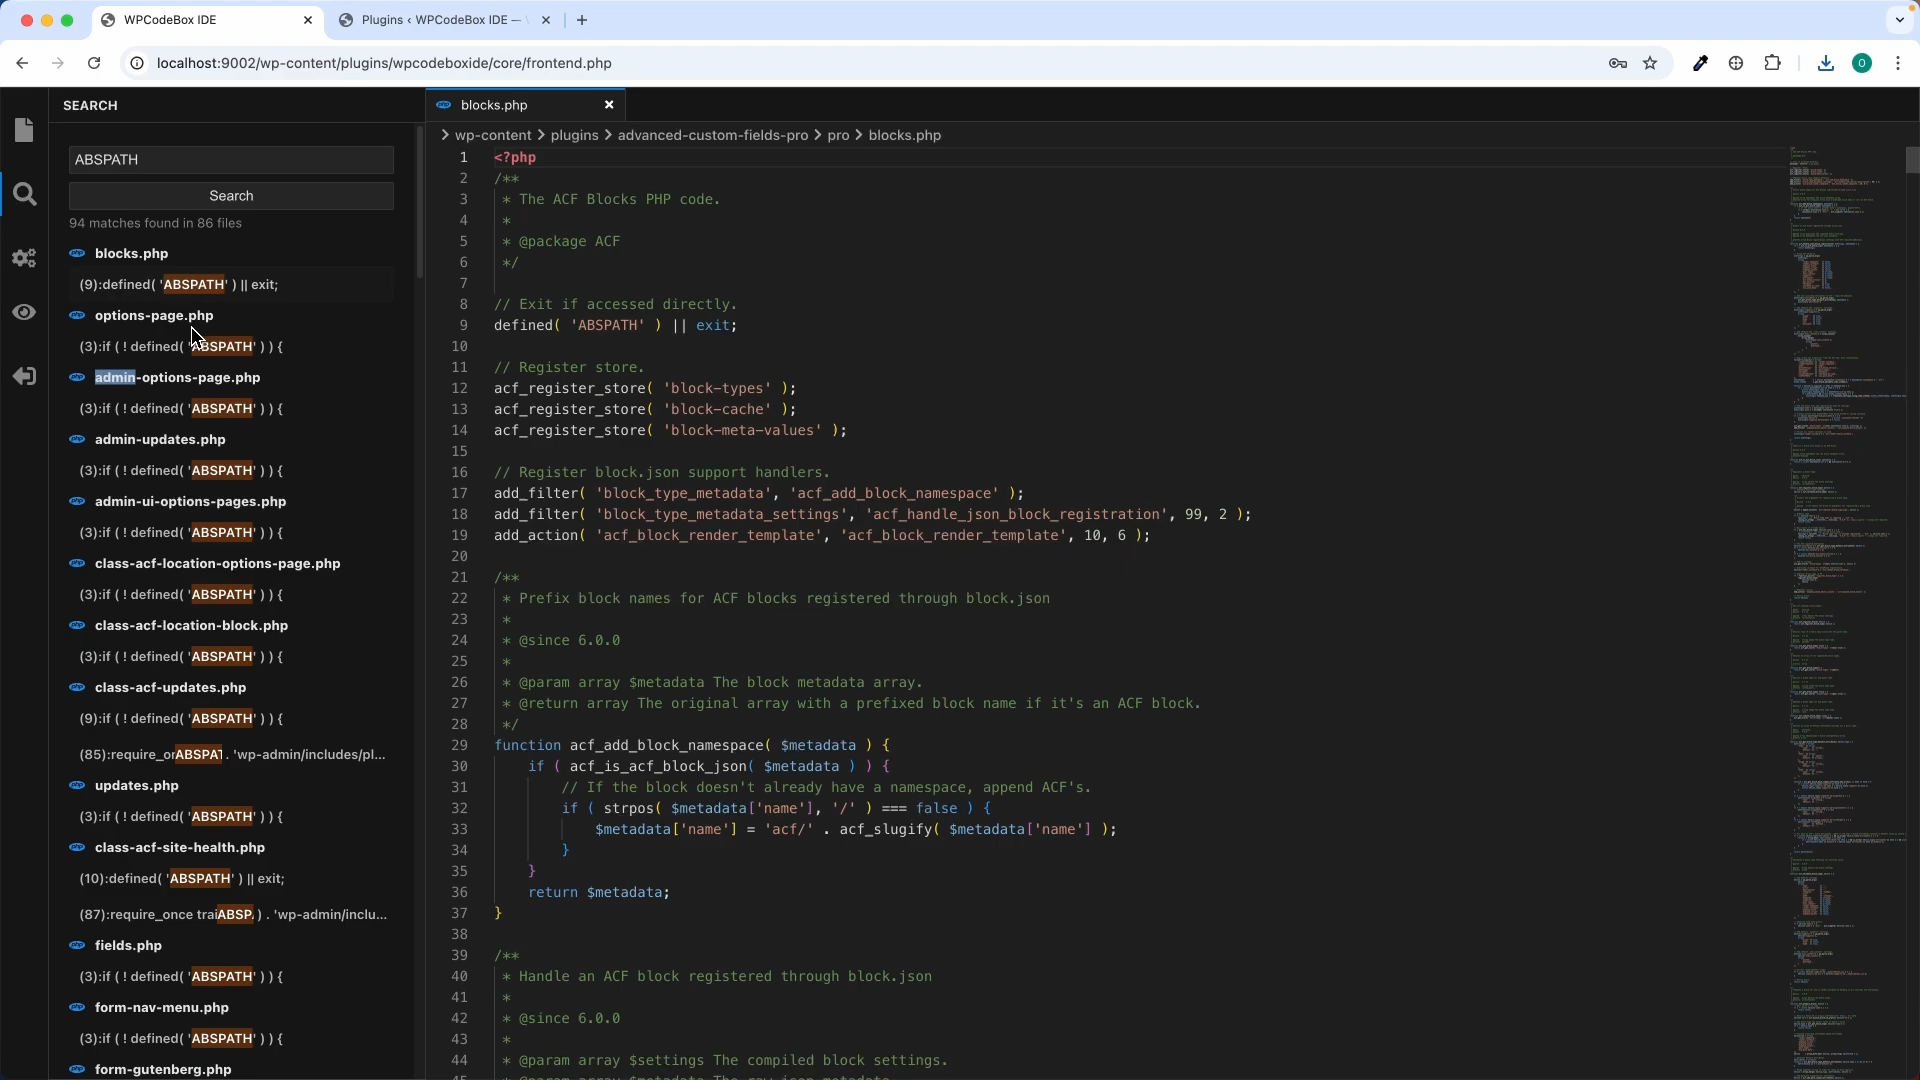 WPCodeBox IDE
Plugins ‹ WPCodeBox IDE —
localhost:9002/wp-content/plugins/wpcodeboxide/core/frontend.php
O
SEARCH
ABSPATH
Search
94 matches found in 86 files
blocks.php
(9):defined( 'ABSPATH' ) || exit;
options-page.php
(3):if ( ! defined( 'ABSPATH' ) ) {
admin-options-page.php
(3):if ( ! defined( 'ABSPATH' ) ) {
admin-updates.php
(3):if ( ! defined( 'ABSPATH' ) ) {
admin-ui-options-pages.php
(3):if ( ! defined( 'ABSPATH' ) ) {
class-acf-location-options-page.php
(3):if ( ! defined( 'ABSPATH' ) ) {
class-acf-location-block.php
(3):if ( ! defined( 'ABSPATH' ) ) {
class-acf-updates.php
(9):if ( ! defined( 'ABSPATH' ) ) {
(85):require_orABSPAT. 'wp-admin/includes/pl...
updates.php
(3):if ( ! defined( 'ABSPATH' ) ) {
class-acf-site-health.php
(10):defined( 'ABSPATH' ) || exit;
(87):require_once traiABSP. ) . 'wp-admin/inclu...
fields.php
(3):if ( ! defined( 'ABSPATH' ) ) {
form-nav-menu.php
(3):if ( ! defined( 'ABSPATH' ) ) {
form-gutenberg.php
blocks.php
wp-content > plugins > advanced-custom-fields-pro > pro > blocks.php
1 <?php
2 /**
3 * The ACF Blocks PHP code.
4 *
5 * @package ACF
6 */
7
8 // Exit if accessed directly.
9 defined( 'ABSPATH' ) || exit;
10
11 // Register store.
12 acf_register_store( 'block-types' );
13 acf_register_store( 'block-cache' );
14 acf_register_store( 'block-meta-values' );
15
16 // Register block.json support handlers.
17 add_filter( 'block_type_metadata', 'acf_add_block_namespace' );
18 add_filter( 'block_type_metadata_settings', 'acf_handle_json_block_registration', 99, 2 );
19 add_action( 'acf_block_render_template', 'acf_block_render_template', 10, 6 );
20
21 /**
22 * Prefix block names for ACF blocks registered through block.json
23 *
24 * @since 6.0.0
25 *
26 * @param array $metadata The block metadata array.
27 * @return array The original array with a prefixed block name if it's an ACF block.
28 */
29 function acf_add_block_namespace( $metadata ) {
30 if ( acf_is_acf_block_json( $metadata ) ) {
31 // If the block doesn't already have a namespace, append ACF's.
32 if ( strpos( $metadata['name'], '/' ) === false ) {
33 $metadata['name'] = 'acf/' . acf_slugify( $metadata['name'] );
34 }
35 }
36 return $metadata;
37 }
38
39 /**
40 * Handle an ACF block registered through block.json
41 *
42 * @since 6.0.0
43 *
44 * @param array $settings The compiled block settings.